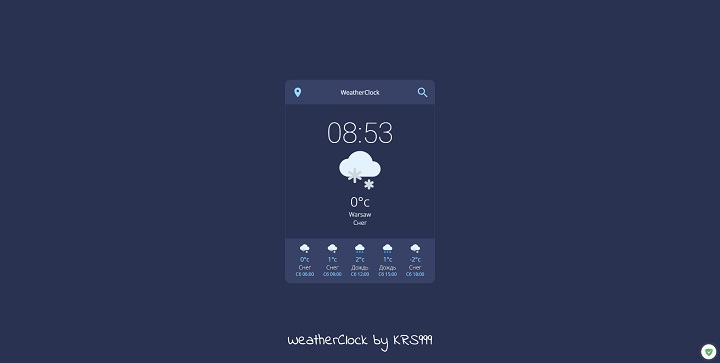 WeatherClock
08:53
0°c
Warsaw
Снег
0°c 1°c 2°c 1°c -2°c
Снег Снег Дождь Дождь Снег
Сб 06:00 Сб 09:00 Сб 12:00 Сб 15:00 Сб 18:00
WeatherClock by KRS999